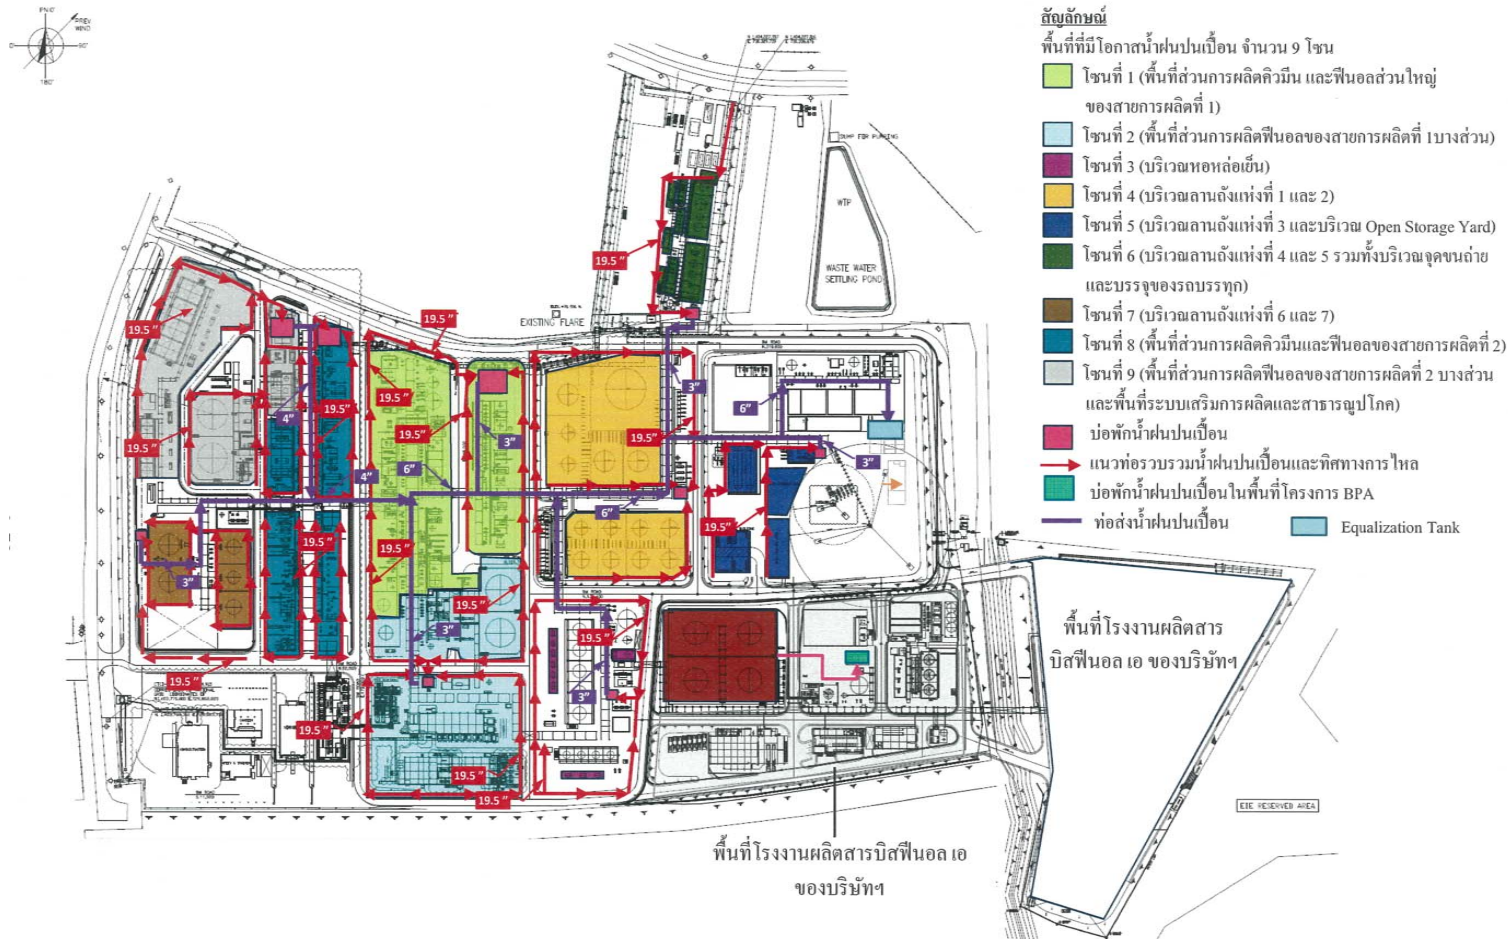 สัญลักษณ์
พื้นที่ที่มีโอกาสน้ำฝนปนเปื้อน จำนวน 9 โซน
โซนที่ 1 (พื้นที่ส่วนการผลิตคิวมีน และฟีนอลส่วนใหญ่
ของสายการผลิตที่ 1)
โซนที่ 2 (พื้นที่ส่วนการผลิตฟีนอลของสายการผลิตที่ 1บางส่วน)
โซนที่ 3 (บริเวณหอหล่อเย็น)
โซนที่ 4 (บริเวณลานถังแห่งที่ 1 และ 2)
โซนที่ 5 (บริเวณลานถังแห่งที่ 3 และบริเวณ Open Storage Yard)
โซนที่ 6 (บริเวณลานถังแห่งที่ 4 และ 5 รวมทั้งบริเวณจุดขนถ่าย
และบรรจุของรถบรรทุก)
โซนที่ 7 (บริเวณลานถังแห่งที่ 6 และ 7)
โซนที่ 8 (พื้นที่ส่วนการผลิตคิวมีนและฟีนอลของสายการผลิตที่ 2)
โซนที่ 9 (พื้นที่ส่วนการผลิตฟีนอลของสายการผลิตที่ 2 บางส่วน
และพื้นที่ระบบเสริมการผลิตและสาธารณูปโภค)
บ่อพักน้ำฝนปนเปื้อน
แนวท่อรวบรวมน้ำฝนปนเปื้อนและทิศทางการไหล
บ่อพักน้ำฝนปนเปื้อนในพื้นที่โครงการ BPA
ท่อส่งน้ำฝนปนเปื้อน
Equalization Tank
PREV
WIND
90°
180°
WTP
WASTE WATER
SETTLING POND
EXISTING FLARE
19.5 "
19.5 "
19.5 "
19.5 "
19.5"
19.5 "
19.5 "
19.5 "
19.5"
19.5 "
19.5"
19.5 "
19.5 "
19.5 "
19.5 "
19.5 "
19.5 "
19.5 "
4"
4"
3"
6"
6"
3"
6"
3"
3"
3"
3"
พื้นที่โรงงานผลิตสาร
บิสฟีนอล เอ ของบริษัทฯ
พื้นที่โรงงานผลิตสารบิสฟีนอล เอ
ของบริษัทฯ
EIE RESERVED AREA